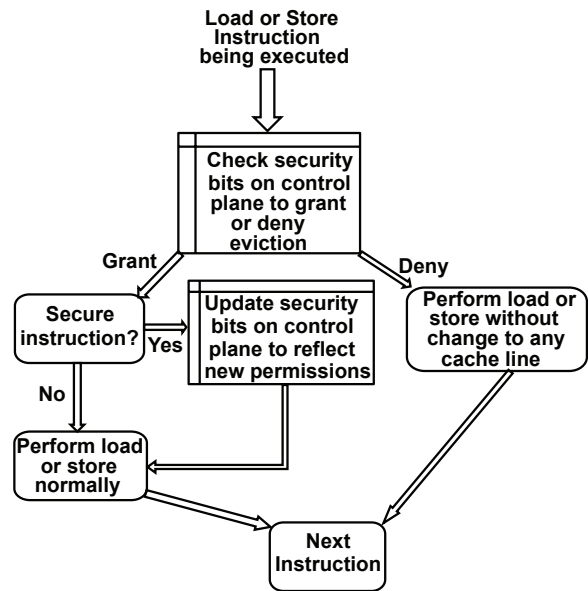 Load or Store
Instruction
being executed
Check security
bits on control
plane to grant
or deny
eviction
Grant
Deny
Secure
instruction?
Yes
Update security
bits on control
plane to reflect
new permissions
Perform load or
store without
change to any
cache line
No
Perform load
or store
normally
Next
Instruction